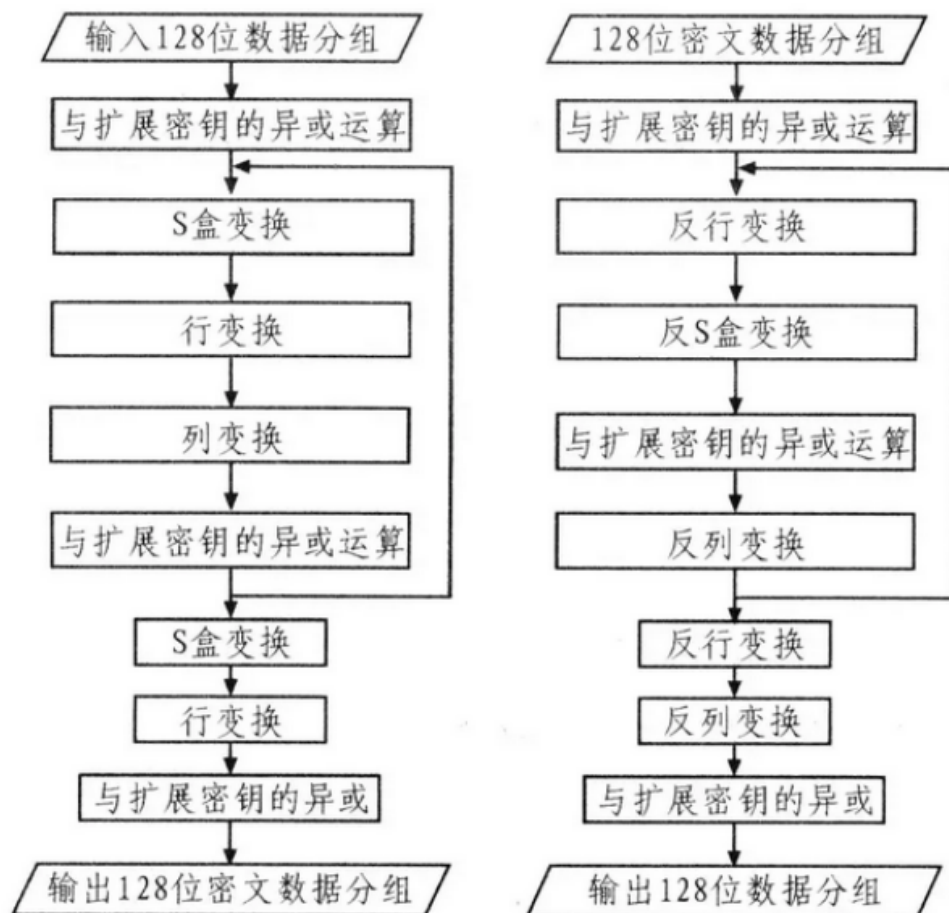 输入128位数据分组
与扩展密钥的异或运算
S盒变换
行变换
列变换
与扩展密钥的异或运算
S盒变换
行变换
与扩展密钥的异或
输出128位密文数据分组
128位密文数据分组
与扩展密钥的异或运算
反行变换
反S盒变换
与扩展密钥的异或运算
反列变换
反行变换
反列变换
与扩展密钥的异或
输出128位数据分组